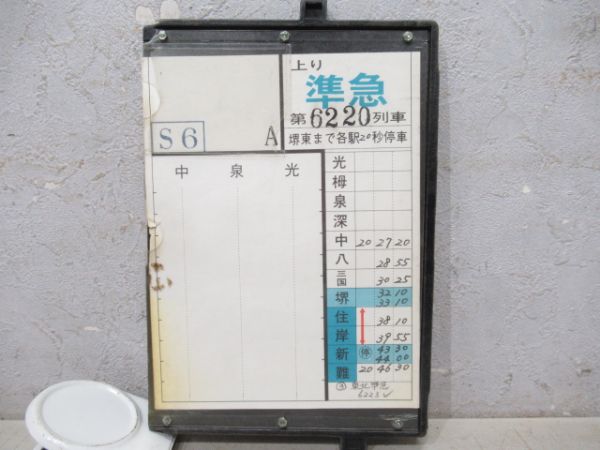 上り
準急
第6220列車
S6 A
堺東まで各駅20秒停車
中 泉 光
光
栂
泉
深
中 20 27 20
八 28 55
三国 30 25
堺 32 10
33 10
住 38 10
岸 39 55
新 停 43 30
44 00
難 20 46 30
6223